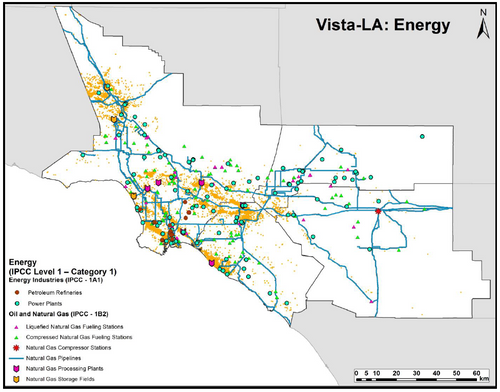 Vista-LA: Energy
N
Energy
(IPCC Level 1 – Category 1)
Energy Industries (IPCC - 1A1)
Petroleum Refineries
Power Plants
Oil and Natural Gas (IPCC - 1B2)
Liquefied Natural Gas Fueling Stations
Compressed Natural Gas Fueling Stations
Natural Gas Compressor Stations
Natural Gas Pipelines
Natural Gas Processing Plants
Natural Gas Storage Fields
0 5 10 20 30 40 50 60
km